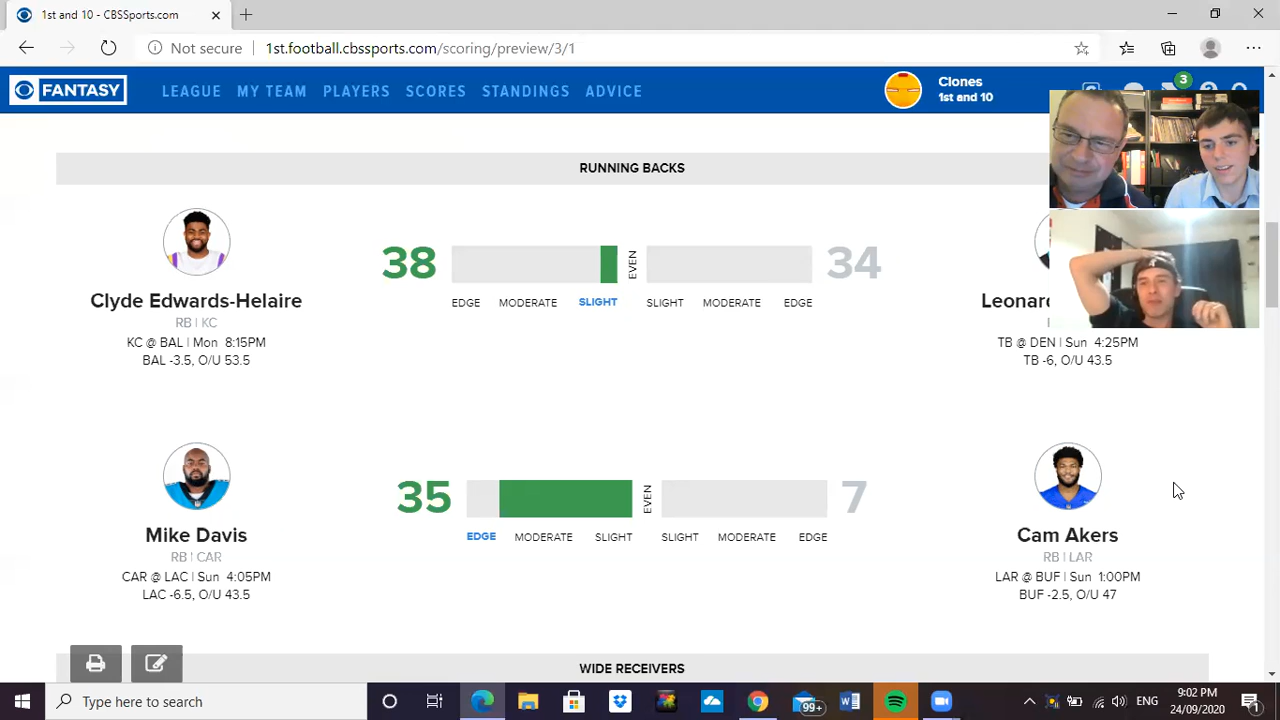 1st and 10 - CBSSports.com
Not secure
1st.football.cbssports.com/scoring/preview/3/1
FANTASY
LEAGUE MY TEAM PLAYERS SCORES STANDINGS ADVICE
Clones
1st and 10
3
RUNNING BACKS
38
EVEN
34
EDGE MODERATE SLIGHT SLIGHT MODERATE EDGE
Clyde Edwards-Helaire
RB | KC
KC @ BAL | Mon 8:15PM
BAL -3.5, O/U 53.5
Leonar
TB @ DEN | Sun 4:25PM
TB -6, O/U 43.5
35
EVEN
7
EDGE MODERATE SLIGHT SLIGHT MODERATE EDGE
Mike Davis
RB | CAR
CAR @ LAC | Sun 4:05PM
LAC -6.5, O/U 43.5
Cam Akers
RB | LAR
LAR @ BUF | Sun 1:00PM
BUF -2.5, O/U 47
WIDE RECEIVERS
Type here to search
99+
ENG
9:02 PM
24/09/2020
1